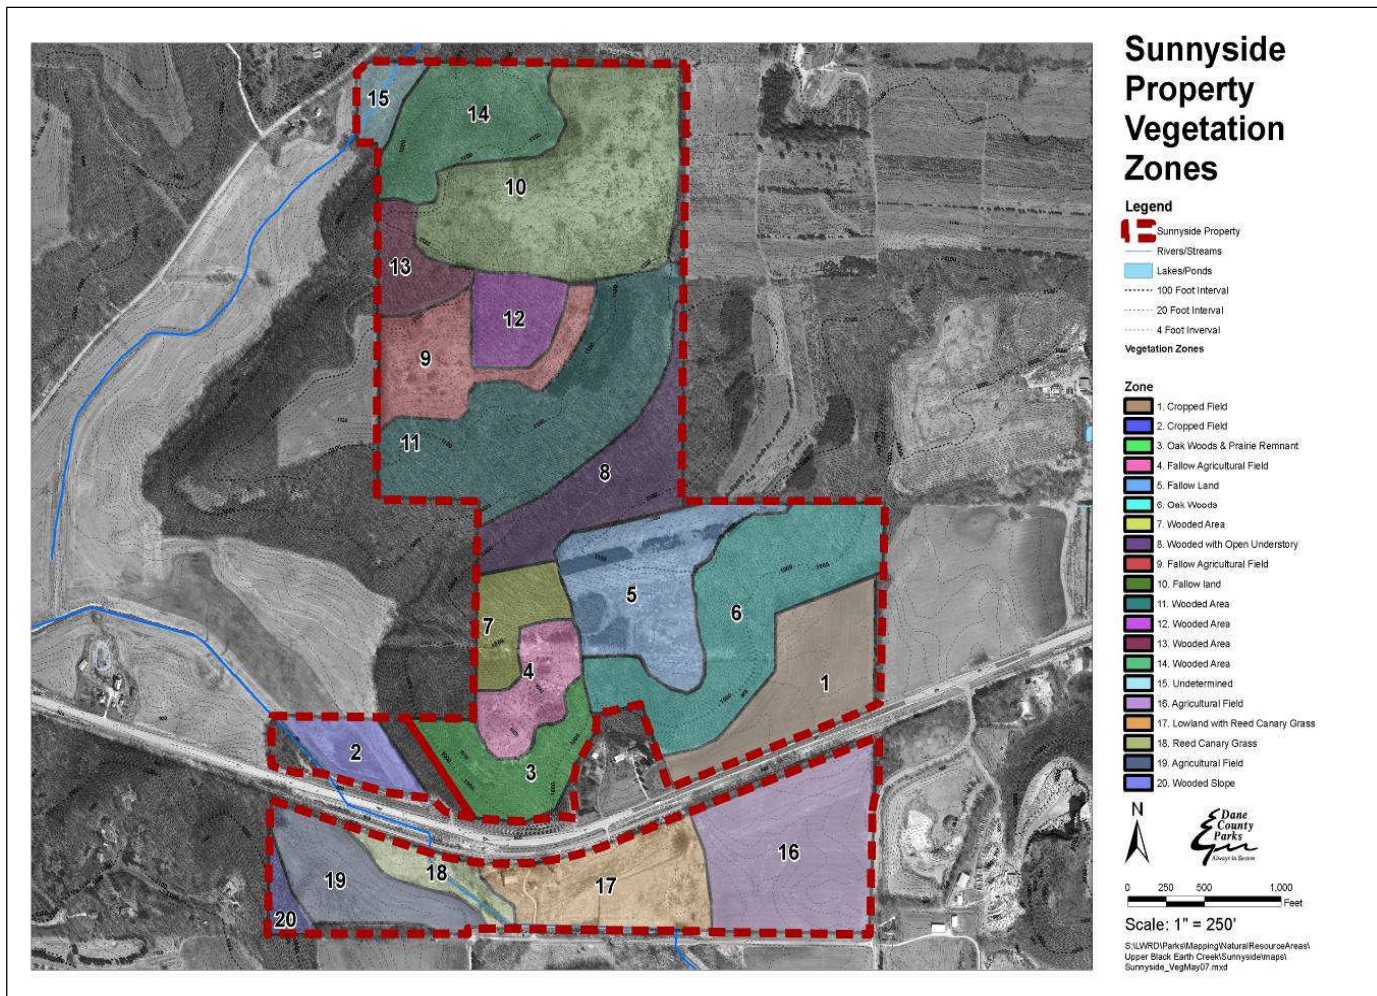 Sunnyside
Property
Vegetation
Zones
Legend
Sunnyside Property
Rivers/Streams
Lakes/Ponds
100 Foot Interval
20 Foot Interval
4 Foot Inverval
Vegetation Zones
Zone
1. Cropped Field
2. Cropped Field
3. Oak Woods & Prairie Remnant
4. Fallow Agricultural Field
5. Fallow Land
6. Oak Woods
7. Wooded Area
8. Wooded with Open Understory
9. Fallow Agricultural Field
10. Fallow land
11. Wooded Area
12. Wooded Area
13. Wooded Area
14. Wooded Area
15. Undetermined
16. Agricultural Field
17. Lowland with Reed Canary Grass
18. Reed Canary Grass
19. Agricultural Field
20. Wooded Slope
N
Dane
County
Parks
Always in Season
0 250 500 1,000
Feet
Scale: 1" = 250'
S:\LWRD\Parks\Mapping\NaturalResourceAreas\
Upper Black Earth Creek\Sunnyside\maps\
Sunnyside_VegMay07.mxd
15
14
10
13
12
9
11
8
5
6
7
4
1
2
3
16
18
17
19
20